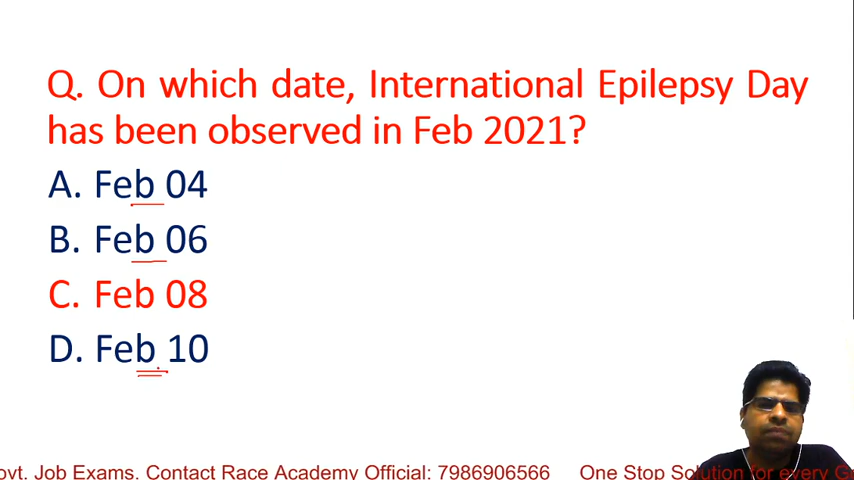 Q. On which date, International Epilepsy Day
has been observed in Feb 2021?
A. Feb 04
B. Feb 06
C. Feb 08
D. Feb 10
ovt. Job Exams. Contact Race Academy Official: 7986906566 One Stop Solution for every G